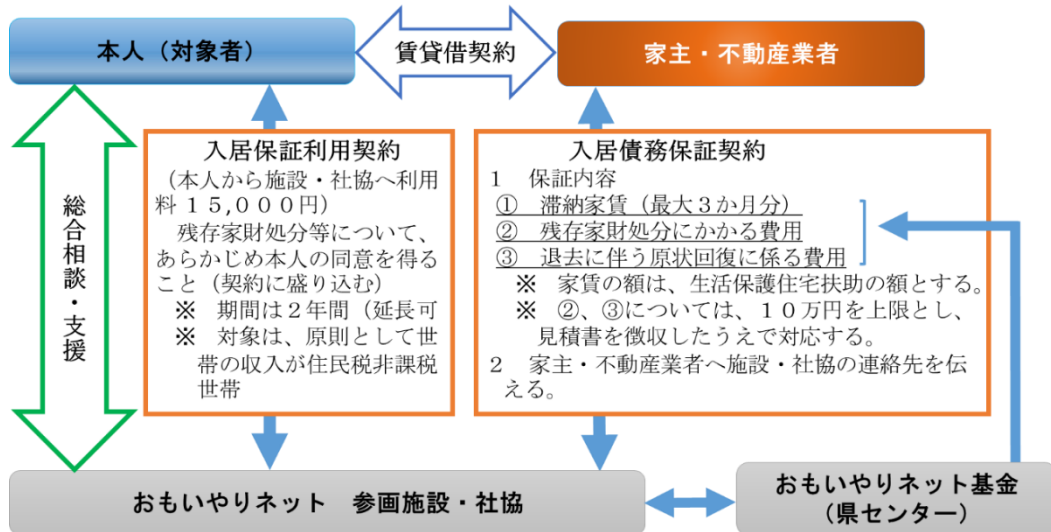 本人（対象者）
賃貸借契約
家主・不動産業者
総合相談・支援
入居保証利用契約
（本人から施設・社協へ利用
料１５,０００円）
残存家財処分等について、
あらかじめ本人の同意を得る
こと（契約に盛り込む）
※　期間は２年間（延長可
※　対象は、原則として世
帯の収入が住民税非課税
世帯
入居債務保証契約
１　保証内容
①　滞納家賃（最大３か月分）
②　残存家財処分にかかる費用
③　退去に伴う原状回復に係る費用
※　家賃の額は、生活保護住宅扶助の額とする。
※　②、③については、１０万円を上限とし、
見積書を徴収したうえで対応する。
２　家主・不動産業者へ施設・社協の連絡先を伝
える。
おもいやりネット　参画施設・社協
おもいやりネット基金
（県センター）